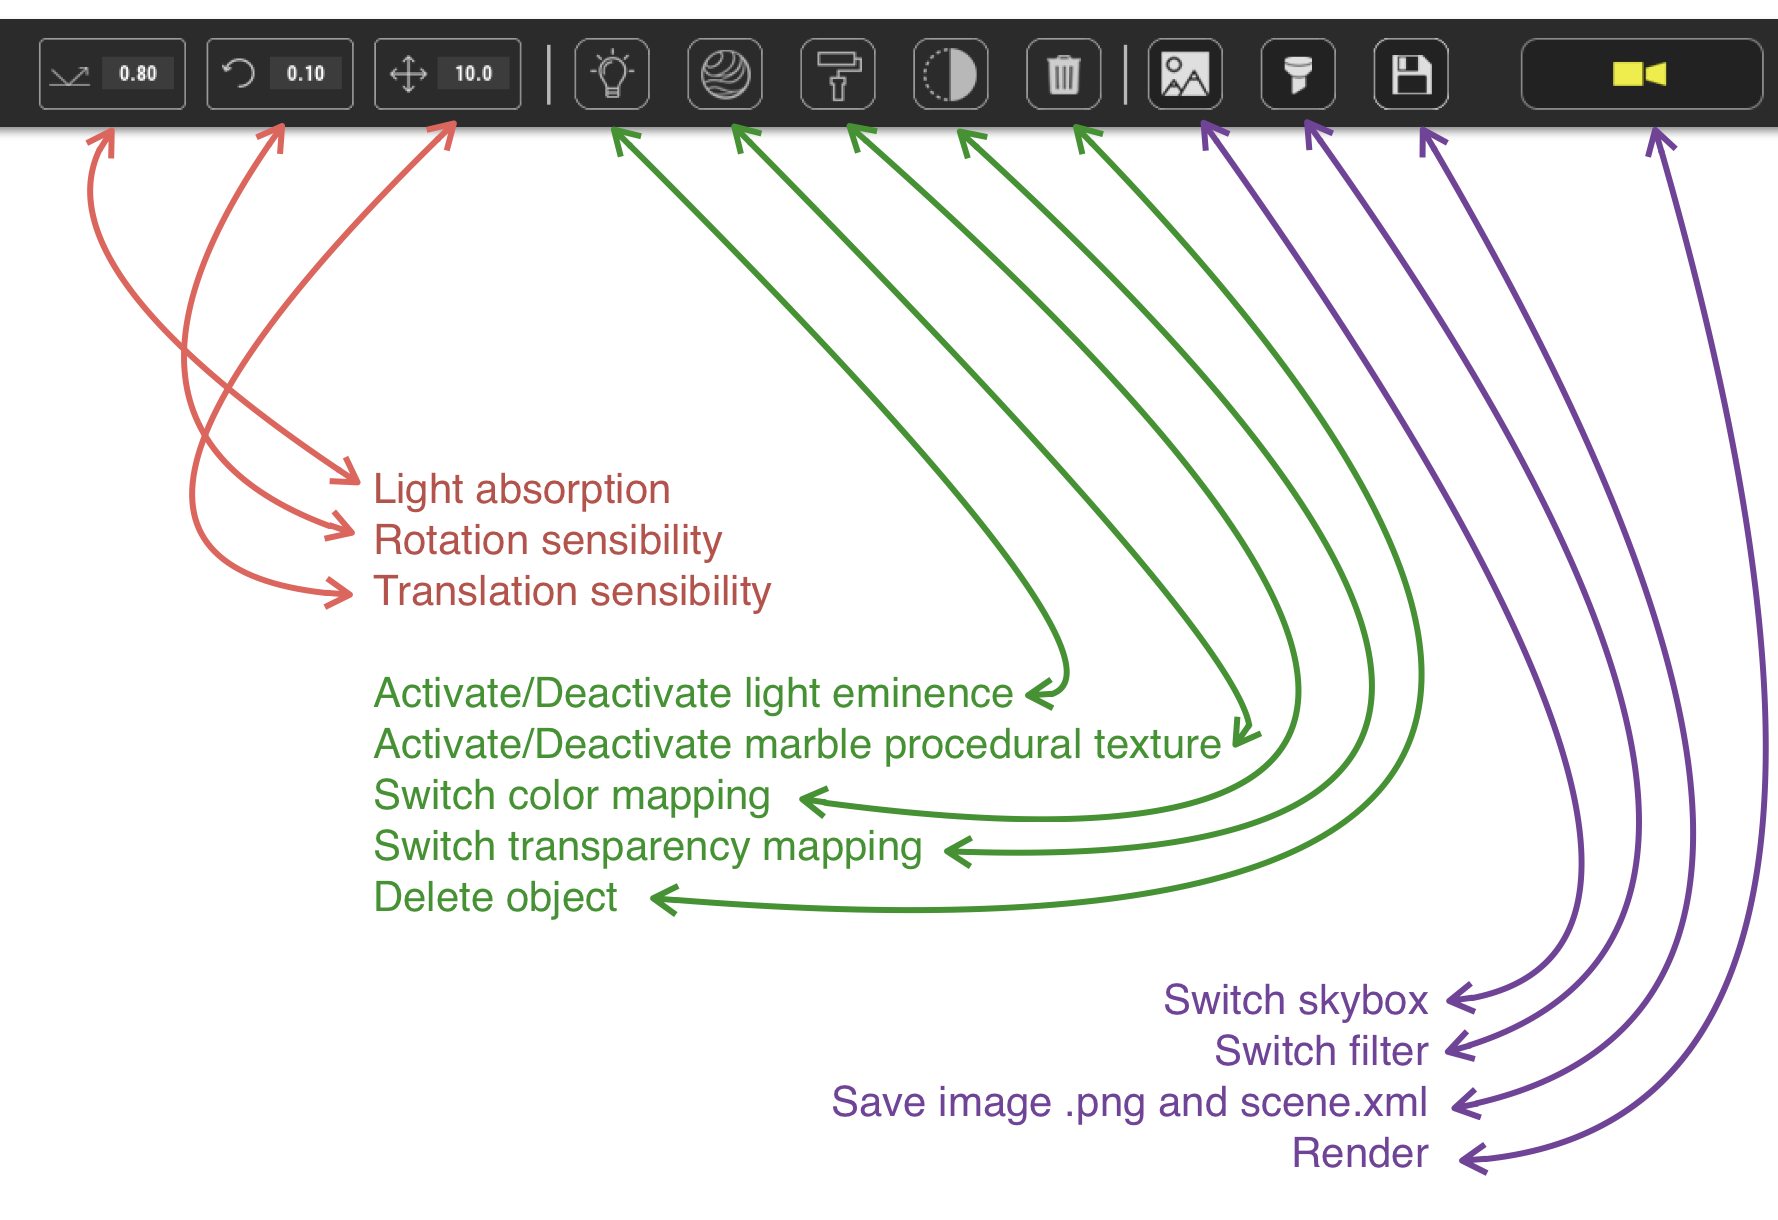 0.80 0.10 10.0
Light absorption
Rotation sensibility
Translation sensibility
Activate/Deactivate light eminence
Activate/Deactivate marble procedural texture
Switch color mapping
Switch transparency mapping
Delete object
Switch skybox
Switch filter
Save image .png and scene.xml
Render